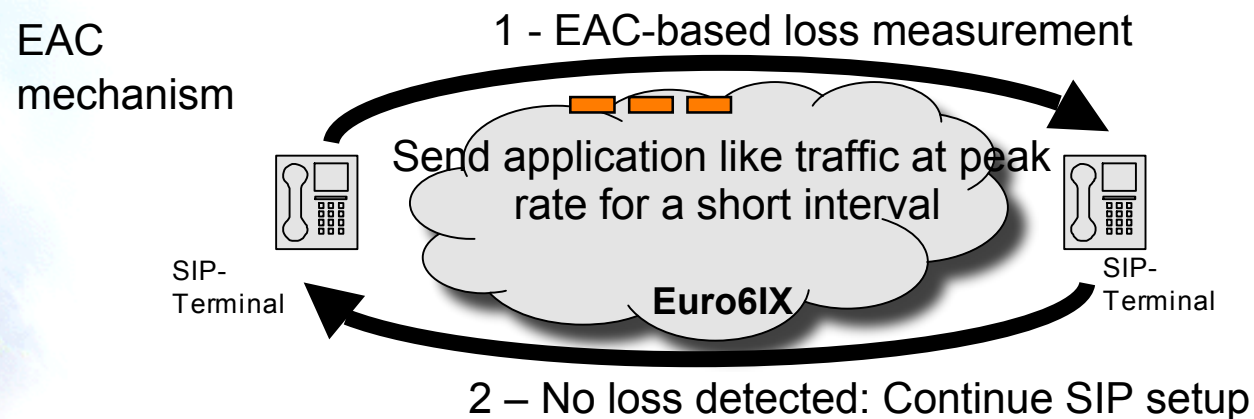 EAC
mechanism
1 - EAC-based loss measurement
Send application like traffic at peak
rate for a short interval
SIP-
Terminal
Euro6IX
SIP-
Terminal
2 – No loss detected: Continue SIP setup